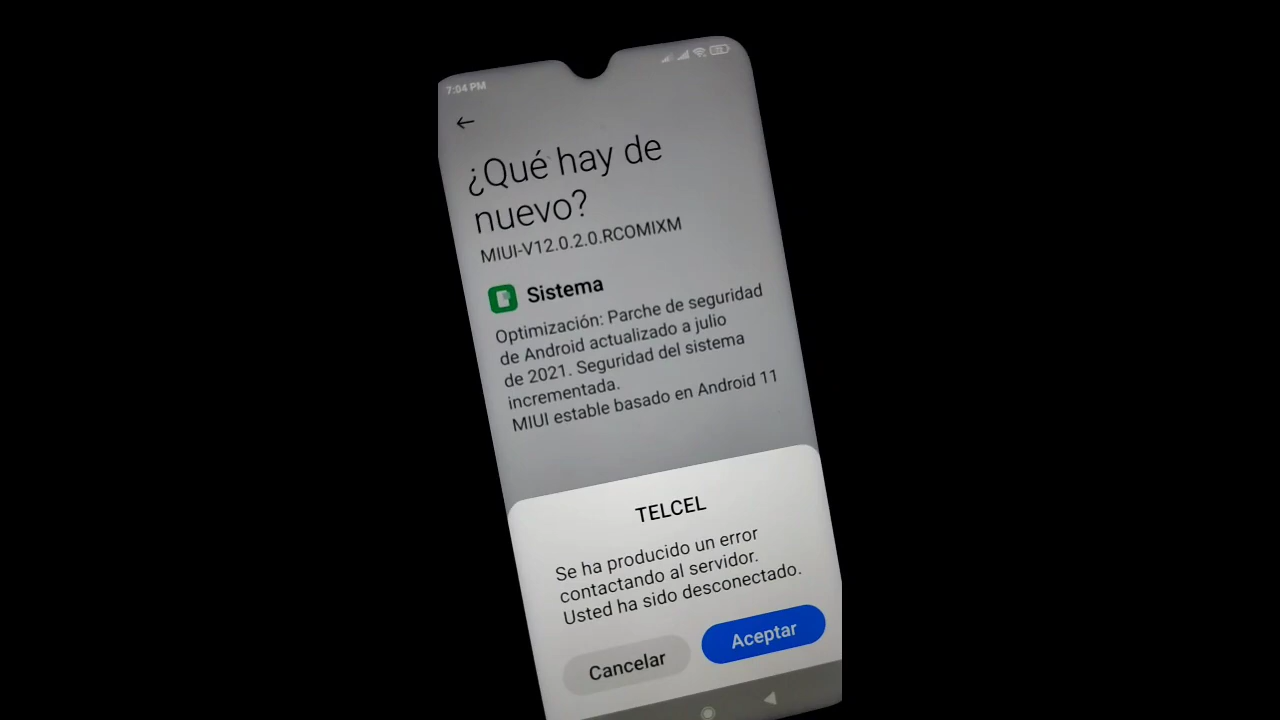 7:04 PM
¿Qué hay de
nuevo?
MIUI-V12.0.2.0.RCOMIXM
Sistema
Optimización: Parche de seguridad
de Android actualizado a julio
de 2021. Seguridad del sistema
incrementada.
MIUI estable basado en Android 11
TELCEL
Se ha producido un error
contactando al servidor.
Usted ha sido desconectado.
Cancelar
Aceptar